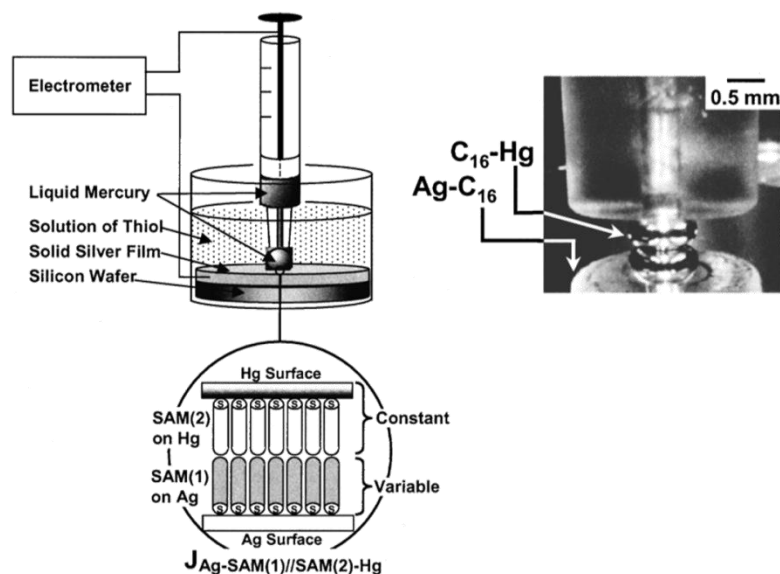 Electrometer
Liquid Mercury
Solution of Thiol
Solid Silver Film
Silicon Wafer
0.5 mm
C16-Hg
Ag-C16
Hg Surface
S S S S S S S
SAM(2)
on Hg
Constant
SAM(1)
on Ag
Variable
S S S S S S S
Ag Surface
JAg-SAM(1)//SAM(2)-Hg